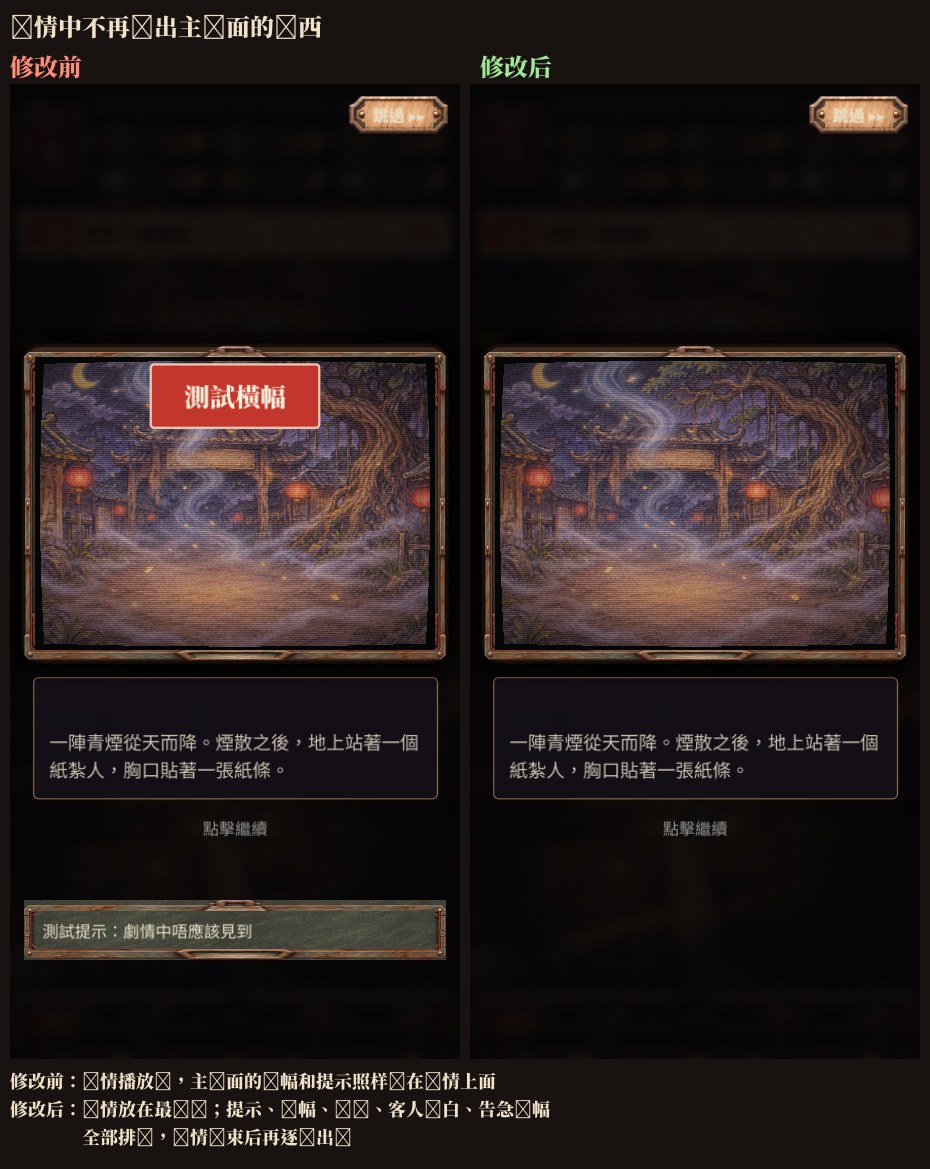 情中不再出主面的西
修改前
修改后
跳過
跳過
測試橫幅
一陣青煙從天而降。煙散之後，地上站著一個
紙紮人，胸口貼著一張紙條。
點擊繼續
測試提示：劇情中唔應該見到
一陣青煙從天而降。煙散之後，地上站著一個
紙紮人，胸口貼著一張紙條。
點擊繼續
修改前：情播放，主面的幅和提示照样在情上面
修改后：情放在最；提示、幅、、客人白、告急幅
全部排，情束后再逐出